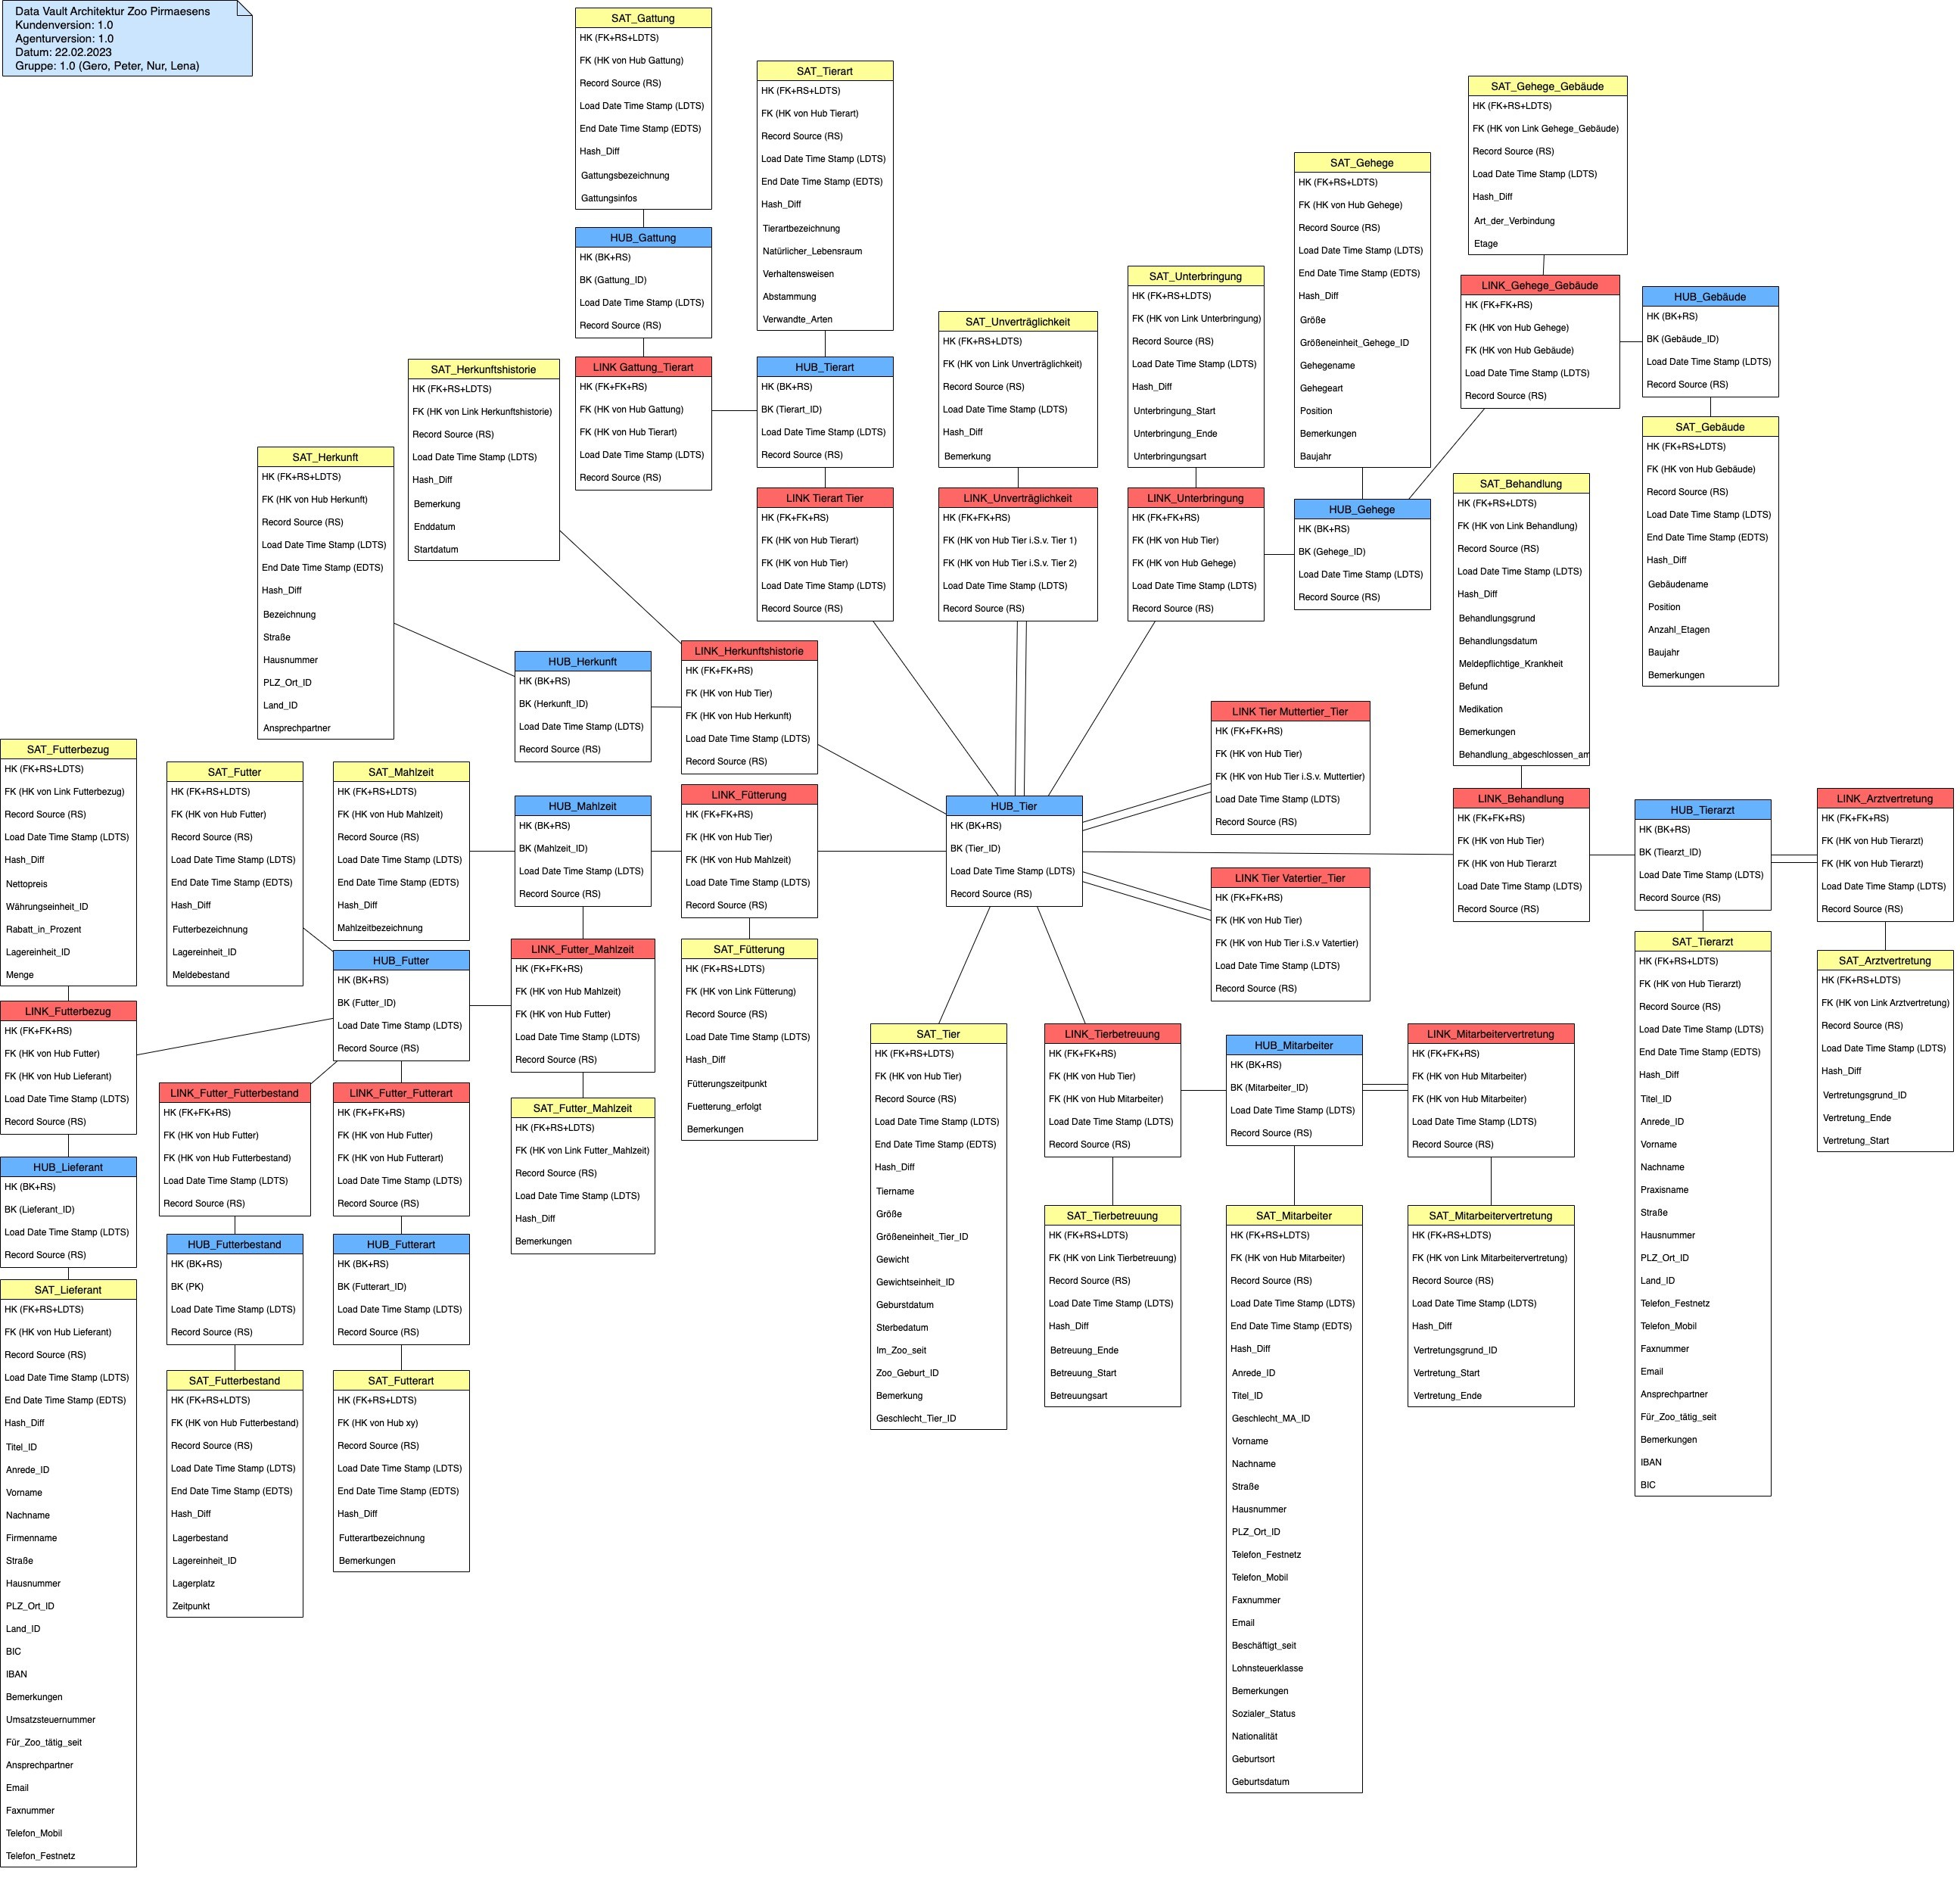 Data Vault Architektur Zoo Pirmaesens
Kundenversion: 1.0
Agenturversion: 1.0
Datum: 22.02.2023
Gruppe: 1.0 (Gero, Peter, Nur, Lena)
SAT_Gattung
HK (FK+RS+LDTS)
FK (HK von Hub Gattung)
Record Source (RS)
Load Date Time Stamp (LDTS)
End Date Time Stamp (EDTS)
Hash_Diff
Gattungsbezeichnung
Gattungsinfos
HUB_Gattung
HK (BK+RS)
BK (Gattung_ID)
Load Date Time Stamp (LDTS)
Record Source (RS)
LINK Gattung_Tierart
HK (FK+FK+RS)
FK (HK von Hub Gattung)
FK (HK von Hub Tierart)
Load Date Time Stamp (LDTS)
Record Source (RS)
SAT_Tierart
HK (FK+RS+LDTS)
FK (HK von Hub Tierart)
Record Source (RS)
Load Date Time Stamp (LDTS)
End Date Time Stamp (EDTS)
Hash_Diff
Tierartbezeichnung
Natürlicher_Lebensraum
Verhaltensweisen
Abstammung
Verwandte_Arten
HUB_Tierart
HK (BK+RS)
BK (Tierart_ID)
Load Date Time Stamp (LDTS)
Record Source (RS)
LINK Tierart Tier
HK (FK+FK+RS)
FK (HK von Hub Tierart)
FK (HK von Hub Tier)
Load Date Time Stamp (LDTS)
Record Source (RS)
SAT_Unverträglichkeit
HK (FK+RS+LDTS)
FK (HK von Link Unverträglichkeit)
Record Source (RS)
Load Date Time Stamp (LDTS)
Hash_Diff
Bemerkung
LINK_Unverträglichkeit
HK (FK+FK+RS)
FK (HK von Hub Tier i.S.v. Tier 1)
FK (HK von Hub Tier i.S.v. Tier 2)
Load Date Time Stamp (LDTS)
Record Source (RS)
SAT_Unterbringung
HK (FK+RS+LDTS)
FK (HK von Link Unterbringung)
Record Source (RS)
Load Date Time Stamp (LDTS)
Hash_Diff
Unterbringung_Start
Unterbringung_Ende
Unterbringungsart
LINK_Unterbringung
HK (FK+FK+RS)
FK (HK von Hub Tier)
FK (HK von Hub Gehege)
Load Date Time Stamp (LDTS)
Record Source (RS)
SAT_Gehege
HK (FK+RS+LDTS)
FK (HK von Hub Gehege)
Record Source (RS)
Load Date Time Stamp (LDTS)
End Date Time Stamp (EDTS)
Hash_Diff
Größe
Größeneinheit_Gehege_ID
Gehegename
Gehegeart
Position
Bemerkungen
Baujahr
HUB_Gehege
HK (BK+RS)
BK (Gehege_ID)
Load Date Time Stamp (LDTS)
Record Source (RS)
SAT_Gehege_Gebäude
HK (FK+RS+LDTS)
FK (HK von Link Gehege_Gebäude)
Record Source (RS)
Load Date Time Stamp (LDTS)
Hash_Diff
Art_der_Verbindung
Etage
LINK_Gehege_Gebäude
HK (FK+FK+RS)
FK (HK von Hub Gehege)
FK (HK von Hub Gebäude)
Load Date Time Stamp (LDTS)
Record Source (RS)
HUB_Gebäude
HK (BK+RS)
BK (Gebäude_ID)
Load Date Time Stamp (LDTS)
Record Source (RS)
SAT_Gebäude
HK (FK+RS+LDTS)
FK (HK von Hub Gebäude)
Record Source (RS)
Load Date Time Stamp (LDTS)
End Date Time Stamp (EDTS)
Hash_Diff
Gebäudename
Position
Anzahl_Etagen
Baujahr
Bemerkungen
SAT_Herkunftshistorie
HK (FK+RS+LDTS)
FK (HK von Link Herkunftshistorie)
Record Source (RS)
Load Date Time Stamp (LDTS)
Hash_Diff
Bemerkung
Enddatum
Startdatum
SAT_Herkunft
HK (FK+RS+LDTS)
FK (HK von Hub Herkunft)
Record Source (RS)
Load Date Time Stamp (LDTS)
End Date Time Stamp (EDTS)
Hash_Diff
Bezeichnung
Straße
Hausnummer
PLZ_Ort_ID
Land_ID
Ansprechpartner
HUB_Herkunft
HK (BK+RS)
BK (Herkunft_ID)
Load Date Time Stamp (LDTS)
Record Source (RS)
LINK_Herkunftshistorie
HK (FK+FK+RS)
FK (HK von Hub Tier)
FK (HK von Hub Herkunft)
Load Date Time Stamp (LDTS)
Record Source (RS)
SAT_Behandlung
HK (FK+RS+LDTS)
FK (HK von Link Behandlung)
Record Source (RS)
Load Date Time Stamp (LDTS)
Hash_Diff
Behandlungsgrund
Behandlungsdatum
Meldepflichtige_Krankheit
Befund
Medikation
Bemerkungen
Behandlung_abgeschlossen_am
LINK Tier Muttertier_Tier
HK (FK+FK+RS)
FK (HK von Hub Tier)
FK (HK von Hub Tier i.S.v. Muttertier)
Load Date Time Stamp (LDTS)
Record Source (RS)
SAT_Futterbezug
HK (FK+RS+LDTS)
FK (HK von Link Futterbezug)
Record Source (RS)
Load Date Time Stamp (LDTS)
Hash_Diff
Nettopreis
Währungseinheit_ID
Rabatt_in_Prozent
Lagereinheit_ID
Menge
SAT_Futter
HK (FK+RS+LDTS)
FK (HK von Hub Futter)
Record Source (RS)
Load Date Time Stamp (LDTS)
End Date Time Stamp (EDTS)
Hash_Diff
Futterbezeichnung
Lagereinheit_ID
Meldebestand
SAT_Mahlzeit
HK (FK+RS+LDTS)
FK (HK von Hub Mahlzeit)
Record Source (RS)
Load Date Time Stamp (LDTS)
End Date Time Stamp (EDTS)
Hash_Diff
Mahlzeitbezeichnung
HUB_Mahlzeit
HK (BK+RS)
BK (Mahlzeit_ID)
Load Date Time Stamp (LDTS)
Record Source (RS)
LINK_Fütterung
HK (FK+FK+RS)
FK (HK von Hub Tier)
FK (HK von Hub Mahlzeit)
Load Date Time Stamp (LDTS)
Record Source (RS)
HUB_Tier
HK (BK+RS)
BK (Tier_ID)
Load Date Time Stamp (LDTS)
Record Source (RS)
LINK Tier Vatertier_Tier
HK (FK+FK+RS)
FK (HK von Hub Tier)
FK (HK von Hub Tier i.S.v Vatertier)
Load Date Time Stamp (LDTS)
Record Source (RS)
LINK_Behandlung
HK (FK+FK+RS)
FK (HK von Hub Tier)
FK (HK von Hub Tierarzt
Load Date Time Stamp (LDTS)
Record Source (RS)
HUB_Tierarzt
HK (BK+RS)
BK (Tiearzt_ID)
Load Date Time Stamp (LDTS)
Record Source (RS)
LINK_Arztvertretung
HK (FK+FK+RS)
FK (HK von Hub Tierarzt)
FK (HK von Hub Tierarzt)
Load Date Time Stamp (LDTS)
Record Source (RS)
HUB_Futter
HK (BK+RS)
BK (Futter_ID)
Load Date Time Stamp (LDTS)
Record Source (RS)
LINK_Futter_Mahlzeit
HK (FK+FK+RS)
FK (HK von Hub Mahlzeit)
FK (HK von Hub Futter)
Load Date Time Stamp (LDTS)
Record Source (RS)
SAT_Fütterung
HK (FK+RS+LDTS)
FK (HK von Link Fütterung)
Record Source (RS)
Load Date Time Stamp (LDTS)
Hash_Diff
Fütterungszeitpunkt
Fuetterung_erfolgt
Bemerkungen
SAT_Tierarzt
HK (FK+RS+LDTS)
FK (HK von Hub Tierarzt)
Record Source (RS)
Load Date Time Stamp (LDTS)
End Date Time Stamp (EDTS)
Hash_Diff
Titel_ID
Anrede_ID
Vorname
Nachname
Praxisname
Straße
Hausnummer
PLZ_Ort_ID
Land_ID
Telefon_Festnetz
Telefon_Mobil
Faxnummer
Email
Ansprechpartner
Für_Zoo_tätig_seit
Bemerkungen
IBAN
BIC
SAT_Arztvertretung
HK (FK+RS+LDTS)
FK (HK von Link Arztvertretung)
Record Source (RS)
Load Date Time Stamp (LDTS)
Hash_Diff
Vertretungsgrund_ID
Vertretung_Ende
Vertretung_Start
LINK_Futterbezug
HK (FK+FK+RS)
FK (HK von Hub Futter)
FK (HK von Hub Lieferant)
Load Date Time Stamp (LDTS)
Record Source (RS)
LINK_Futter_Futterbestand
HK (FK+FK+RS)
FK (HK von Hub Futter)
FK (HK von Hub Futterbestand)
Load Date Time Stamp (LDTS)
Record Source (RS)
LINK_Futter_Futterart
HK (FK+FK+RS)
FK (HK von Hub Futter)
FK (HK von Hub Futterart)
Load Date Time Stamp (LDTS)
Record Source (RS)
SAT_Futter_Mahlzeit
HK (FK+RS+LDTS)
FK (HK von Link Futter_Mahlzeit)
Record Source (RS)
Load Date Time Stamp (LDTS)
Hash_Diff
Bemerkungen
SAT_Tier
HK (FK+RS+LDTS)
FK (HK von Hub Tier)
Record Source (RS)
Load Date Time Stamp (LDTS)
End Date Time Stamp (EDTS)
Hash_Diff
Tiername
Größe
Größeneinheit_Tier_ID
Gewicht
Gewichtseinheit_ID
Geburstdatum
Sterbedatum
Im_Zoo_seit
Zoo_Geburt_ID
Bemerkung
Geschlecht_Tier_ID
LINK_Tierbetreuung
HK (FK+FK+RS)
FK (HK von Hub Tier)
FK (HK von Hub Mitarbeiter)
Load Date Time Stamp (LDTS)
Record Source (RS)
HUB_Mitarbeiter
HK (BK+RS)
BK (Mitarbeiter_ID)
Load Date Time Stamp (LDTS)
Record Source (RS)
LINK_Mitarbeitervertretung
HK (FK+FK+RS)
FK (HK von Hub Mitarbeiter)
FK (HK von Hub Mitarbeiter)
Load Date Time Stamp (LDTS)
Record Source (RS)
HUB_Lieferant
HK (BK+RS)
BK (Lieferant_ID)
Load Date Time Stamp (LDTS)
Record Source (RS)
HUB_Futterbestand
HK (BK+RS)
BK (PK)
Load Date Time Stamp (LDTS)
Record Source (RS)
HUB_Futterart
HK (BK+RS)
BK (Futterart_ID)
Load Date Time Stamp (LDTS)
Record Source (RS)
SAT_Tierbetreuung
HK (FK+RS+LDTS)
FK (HK von Link Tierbetreuung)
Record Source (RS)
Load Date Time Stamp (LDTS)
Hash_Diff
Betreuung_Ende
Betreuung_Start
Betreuungsart
SAT_Mitarbeiter
HK (FK+RS+LDTS)
FK (HK von Hub Mitarbeiter)
Record Source (RS)
Load Date Time Stamp (LDTS)
End Date Time Stamp (EDTS)
Hash_Diff
Anrede_ID
Titel_ID
Geschlecht_MA_ID
Vorname
Nachname
Straße
Hausnummer
PLZ_Ort_ID
Telefon_Festnetz
Telefon_Mobil
Faxnummer
Email
Beschäftigt_seit
Lohnsteuerklasse
Bemerkungen
Sozialer_Status
Nationalität
Geburtsort
Geburtsdatum
SAT_Mitarbeitervertretung
HK (FK+RS+LDTS)
FK (HK von Link Mitarbeitervertretung)
Record Source (RS)
Load Date Time Stamp (LDTS)
Hash_Diff
Vertretungsgrund_ID
Vertretung_Start
Vertretung_Ende
SAT_Lieferant
HK (FK+RS+LDTS)
FK (HK von Hub Lieferant)
Record Source (RS)
Load Date Time Stamp (LDTS)
End Date Time Stamp (EDTS)
Hash_Diff
Titel_ID
Anrede_ID
Vorname
Nachname
Firmenname
Straße
Hausnummer
PLZ_Ort_ID
Land_ID
BIC
IBAN
Bemerkungen
Umsatzsteuernummer
Für_Zoo_tätig_seit
Ansprechpartner
Email
Faxnummer
Telefon_Mobil
Telefon_Festnetz
SAT_Futterbestand
HK (FK+RS+LDTS)
FK (HK von Hub Futterbestand)
Record Source (RS)
Load Date Time Stamp (LDTS)
End Date Time Stamp (EDTS)
Hash_Diff
Lagerbestand
Lagereinheit_ID
Lagerplatz
Zeitpunkt
SAT_Futterart
HK (FK+RS+LDTS)
FK (HK von Hub xy)
Record Source (RS)
Load Date Time Stamp (LDTS)
End Date Time Stamp (EDTS)
Hash_Diff
Futterartbezeichnung
Bemerkungen